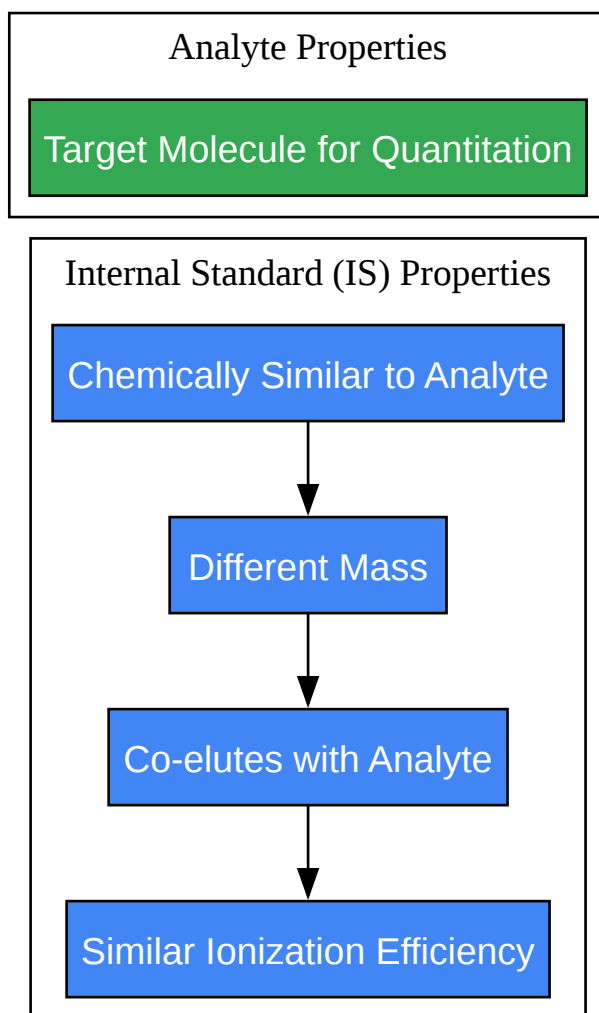 Analyte Properties
Target Molecule for Quantitation
Internal Standard (IS) Properties
Chemically Similar to Analyte
Different Mass
Co-elutes with Analyte
Similar Ionization Efficiency